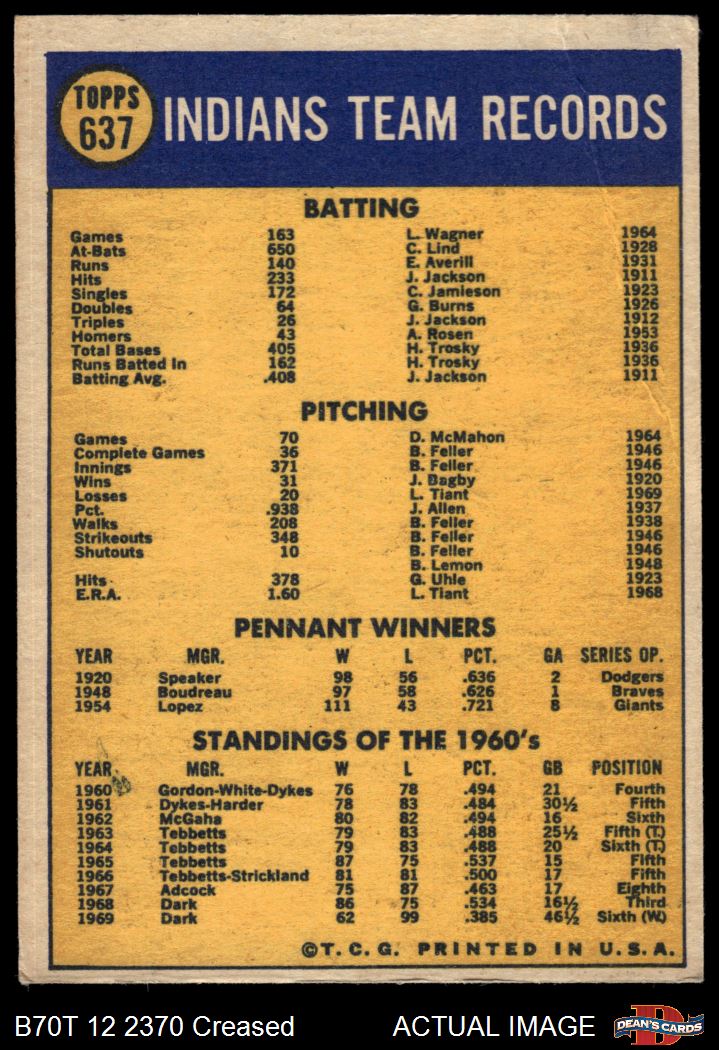 TOPPS
637
INDIANS TEAM RECORDS
BATTING
Games 163 L. Wagner 1964
At-Bats 650 C. Lind 1928
Runs 140 E. Averill 1931
Hits 233 J. Jackson 1911
Singles 172 C. Jamieson 1923
Doubles 64 G. Burns 1926
Triples 26 J. Jackson 1912
Homers 43 A. Rosen 1953
Total Bases 405 H. Trosky 1936
Runs Batted In 162 H. Trosky 1936
Batting Avg. .408 J. Jackson 1911
PITCHING
Games 70 D. McMahon 1964
Complete Games 36 B. Feller 1946
Innings 371 B. Feller 1946
Wins 31 J. Bagby 1920
Losses 20 L. Tiant 1969
Pct. .938 J. Allen 1937
Walks 208 B. Feller 1938
Strikeouts 348 B. Feller 1946
Shutouts 10 B. Feller 1946
B. Lemon 1948
Hits 378 G. Uhle 1923
E.R.A. 1.60 L. Tiant 1968
PENNANT WINNERS
YEAR MGR. W L PCT. GA SERIES OP.
1920 Speaker 98 56 .636 2 Dodgers
1948 Boudreau 97 58 .626 1 Braves
1954 Lopez 111 43 .721 8 Giants
STANDINGS OF THE 1960's
YEAR MGR. W L PCT. GB POSITION
1960 Gordon-White-Dykes 76 78 .494 21 Fourth
1961 Dykes-Harder 78 83 .484 30½ Fifth
1962 McGaha 80 82 .494 16 Sixth
1963 Tebbetts 79 83 .488 25½ Fifth (T.)
1964 Tebbetts 79 83 .488 20 Sixth (T.)
1965 Tebbetts 87 75 .537 15 Fifth
1966 Tebbetts-Strickland 81 81 .500 17 Fifth
1967 Adcock 75 87 .463 17 Eighth
1968 Dark 86 75 .534 16½ Third
1969 Dark 62 99 .385 46½ Sixth (W.)
©T. C. G. PRINTED IN U. S. A.
B70T 12 2370 Creased ACTUAL IMAGE DEAN'S CARDS